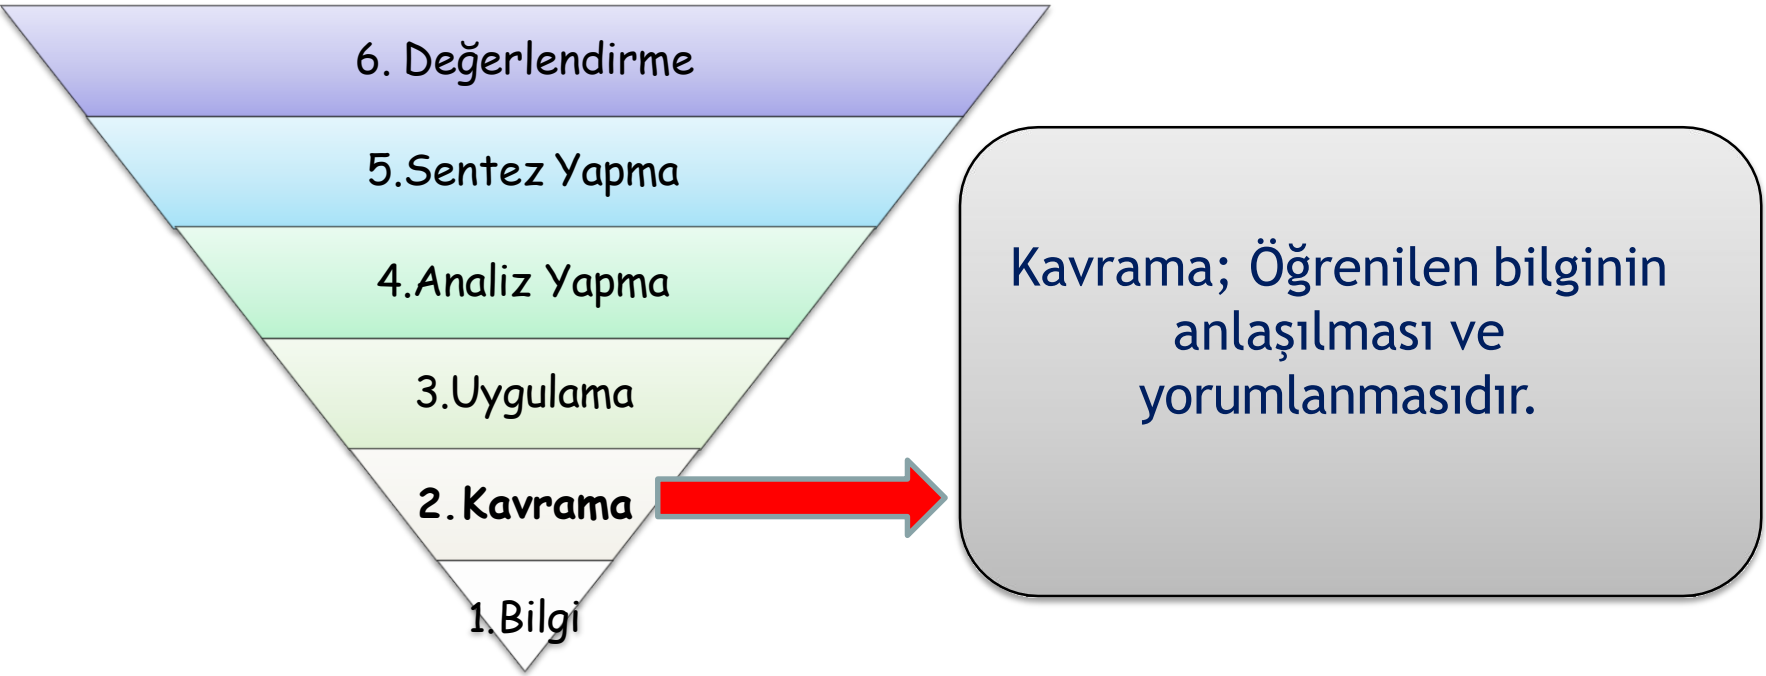 6. Değerlendirme
5.Sentez Yapma
4.Analiz Yapma
3.Uygulama
2.Kavrama
1.Bilgi
Kavrama; Öğrenilen bilginin
anlaşılması ve
yorumlanmasıdır.